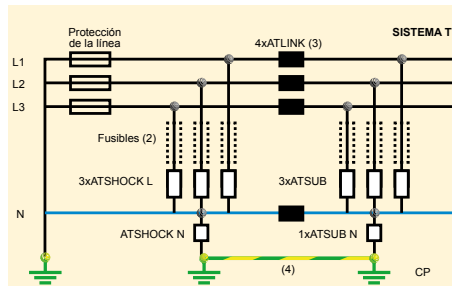 Protección
de la línea
4xATLINK (3)
SISTEMA T
L1
L2
L3
Fusibles (2)
3xATSHOCK L
3xATSUB
N
ATSHOCK N
1xATSUB N
(4)
CP